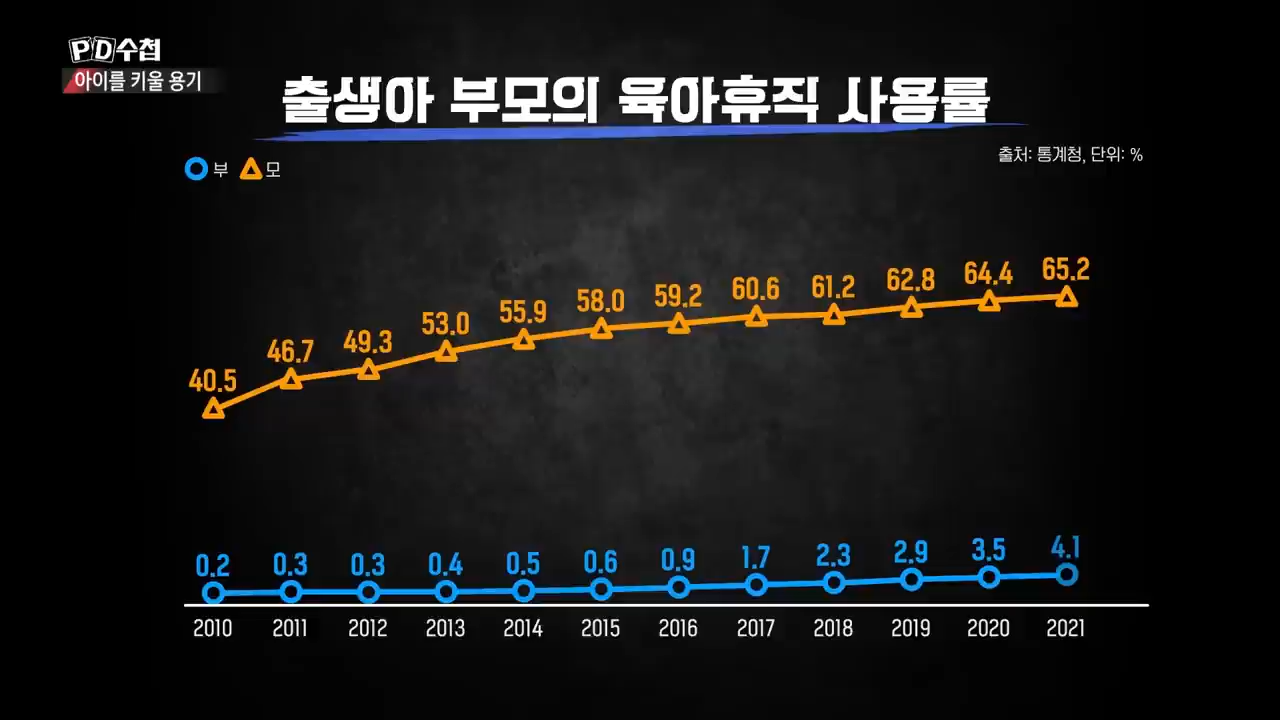 PD수첩
아이를 키울 용기
출생아 부모의 육아휴직 사용률
출처: 통계청, 단위: %
부 모
40.5 46.7 49.3 53.0 55.9 58.0 59.2 60.6 61.2 62.8 64.4 65.2
0.2 0.3 0.3 0.4 0.5 0.6 0.9 1.7 2.3 2.9 3.5 4.1
2010 2011 2012 2013 2014 2015 2016 2017 2018 2019 2020 2021